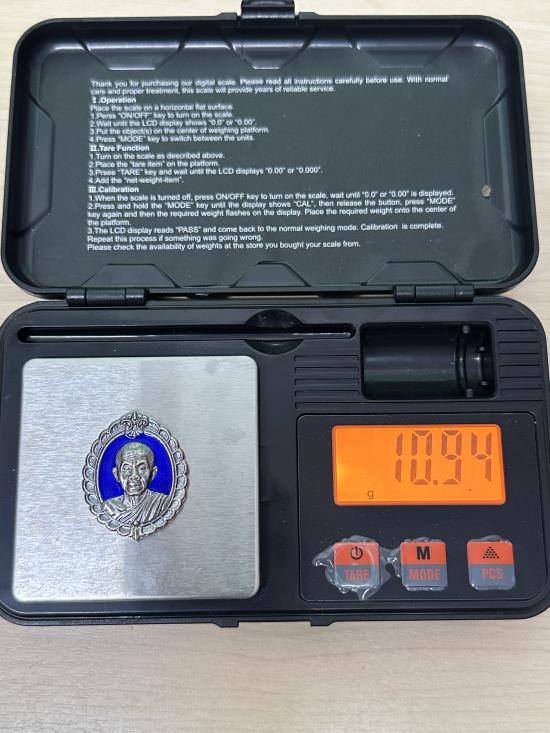 Thank you for purchasing our digital scale. Please read all instructions carefully before use. With normal
care and proper treatment, this scale will provide years of reliable service.
I.Operation
Place the scale on a horizontal flat surface.
1.Perss "ON/OFF" key to turn on the scale.
2.Wait until the LCD display shows "0.0" or "0.00".
3.Put the object(s) on the center of weighing platform.
4.Press "MODE" key to switch between the units.
II.Tare Function
1.Turn on the scale as described above.
2.Place the "tare item" on the platform.
3.Prsee "TARE" key and wait until the LCD displays "0.00" or "0.000".
4.Add the "net-weight-item".
III.Calibration
1.When the scale is turned off, press ON/OFF key to turn on scale, wait until "0.0" or "0.00" is displayed.
2.Press and hold the "MODE" key until the display shows "CAL", then release the button, press "MODE"
key again and then the required weight flashes on the display. Place the required weight onto the center of
the platform.
3.The LCD display reads "PASS" and come back to the normal weighing mode. Calibration is complete.
Repeat this process if something was going wrong.
Please check the availability of weights at the store you bought your scale from.
10.94
g
M
TARE MODE PCS